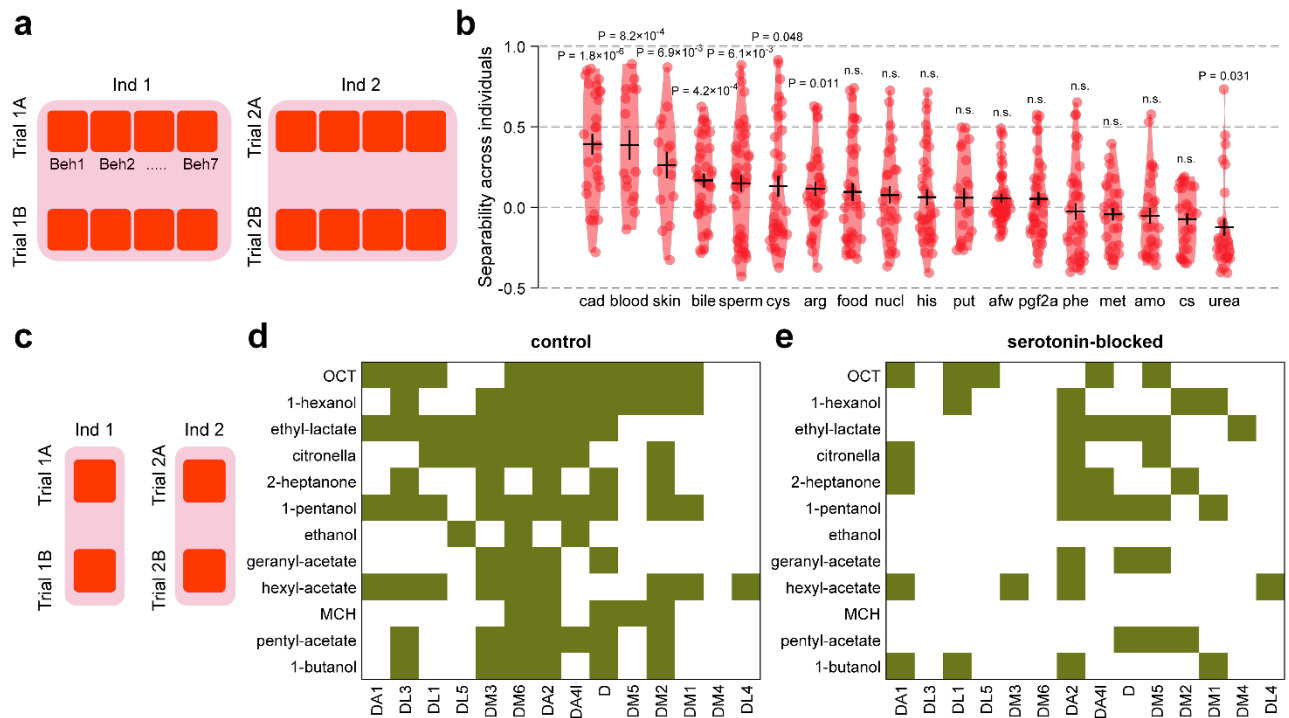 a
Ind 1
Ind 2
Trial 1A
Trial 2A
Beh1 Beh2 ..... Beh7
Trial 1B
Trial 2B
b
Separability across individuals
1.0
0.5
0.0
-0.5
P = 1.8×10⁻⁶
P = 8.2×10⁻⁴
P = 6.9×10⁻³
P = 4.2×10⁻⁴
P = 6.1×10⁻³
P = 0.048
P = 0.011
n.s.
n.s.
n.s.
n.s.
n.s.
n.s.
n.s.
n.s.
n.s.
n.s.
P = 0.031
cad blood skin bile sperm cys arg food nucl his put afw pgf2a phe met amo cs urea
c
Ind 1
Ind 2
Trial 1A
Trial 2A
Trial 1B
Trial 2B
d
control
OCT
1-hexanol
ethyl-lactate
citronella
2-heptanone
1-pentanol
ethanol
geranyl-acetate
hexyl-acetate
MCH
pentyl-acetate
1-butanol
DA1 DL3 DL1 DL5 DM3 DM6 DA2 DA4l D DM5 DM2 DM1 DM4 DL4
e
serotonin-blocked
OCT
1-hexanol
ethyl-lactate
citronella
2-heptanone
1-pentanol
ethanol
geranyl-acetate
hexyl-acetate
MCH
pentyl-acetate
1-butanol
DA1 DL3 DL1 DL5 DM3 DM6 DA2 DA4l D DM5 DM2 DM1 DM4 DL4